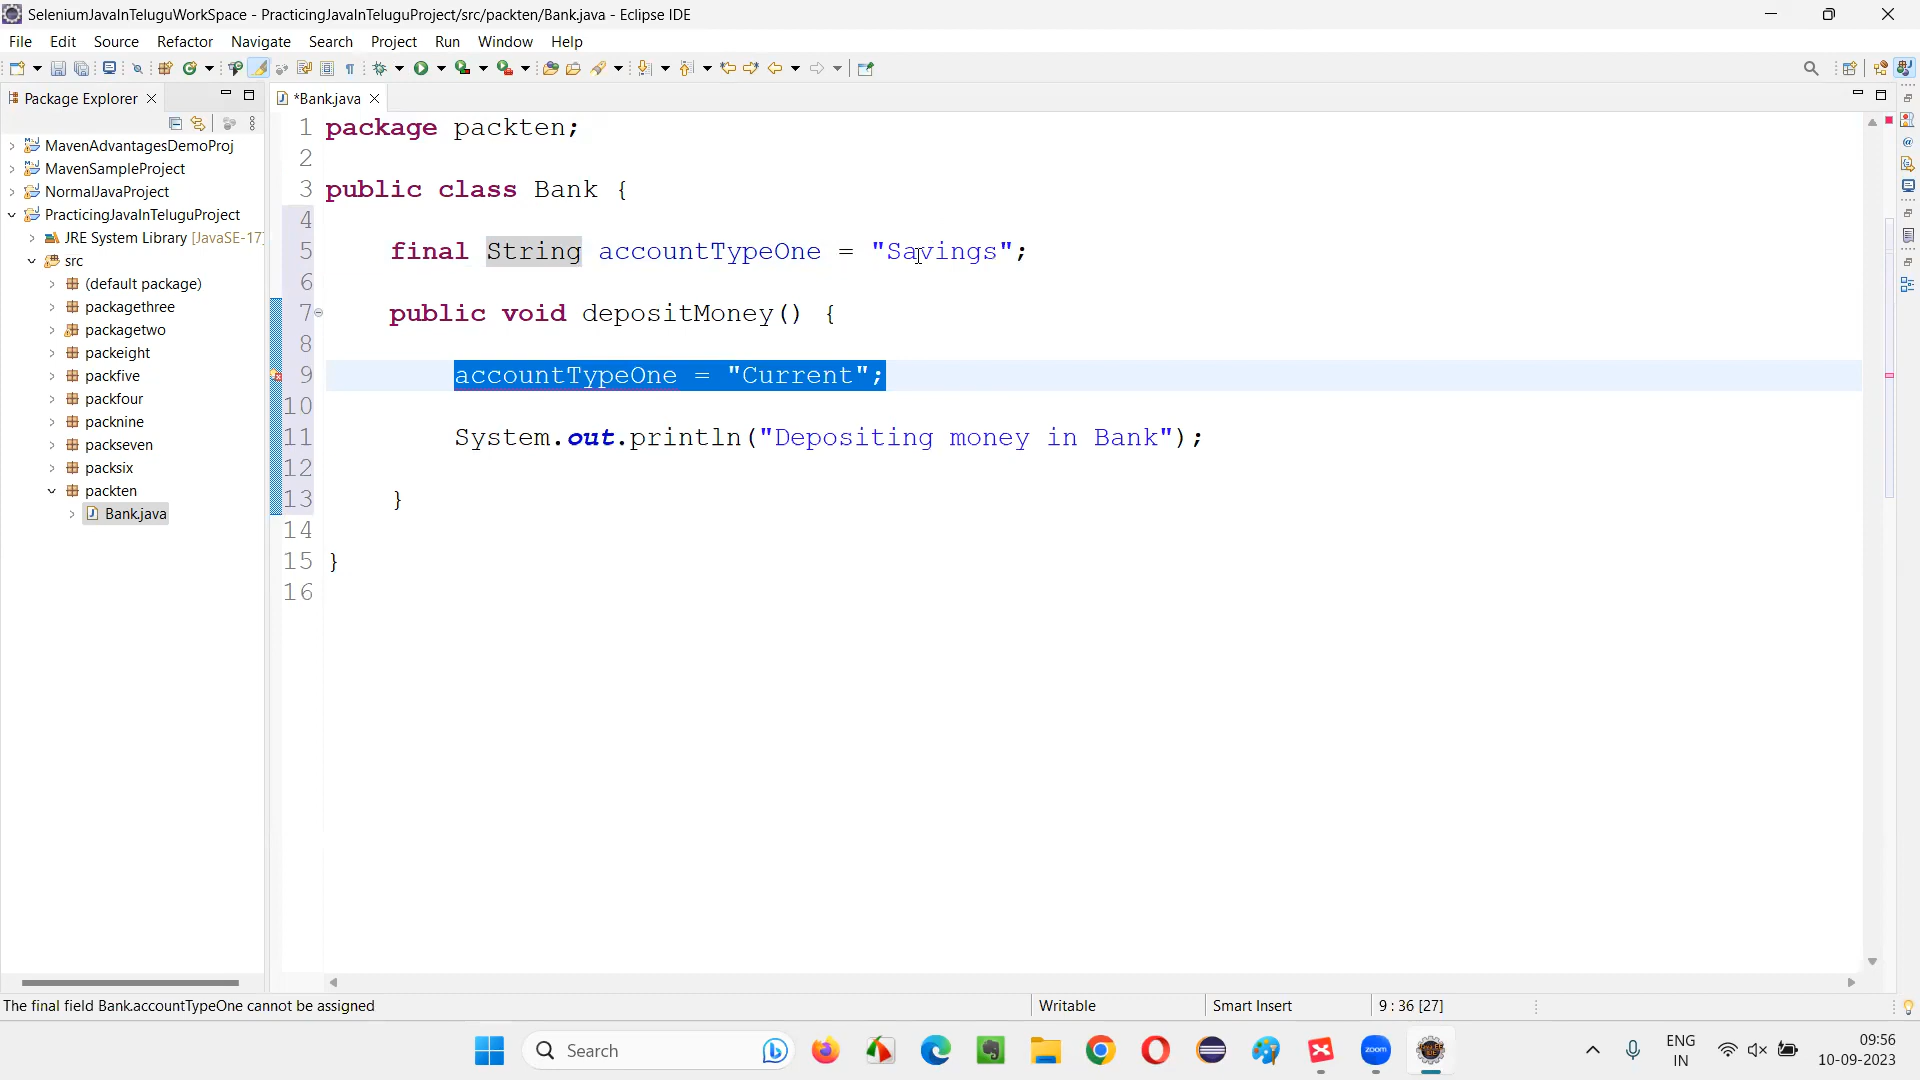 SeleniumJavaInTeluguWorkSpace - PracticingJavaInTeluguProject/src/packten/Bank.java - Eclipse IDE
File Edit Source Refactor Navigate Search Project Run Window Help
Package Explorer
*Bank.java
MavenAdvantagesDemoProj
MavenSampleProject
NormalJavaProject
PracticingJavaInTeluguProject
JRE System Library [JavaSE-17]
src
(default package)
packagethree
packagetwo
packeight
packfive
packfour
packnine
packseven
packsix
packten
Bank.java
1 package packten;
2
3 public class Bank {
4
5 final String accountTypeOne = "Savings";
6
7 public void depositMoney() {
8
9 accountTypeOne = "Current";
10
11 System.out.println("Depositing money in Bank");
12
13 }
14
15 }
16
The final field Bank.accountTypeOne cannot be assigned
Writable
Smart Insert
9 : 36 [27]
Search
zoom
ENG
IN
09:56
10-09-2023